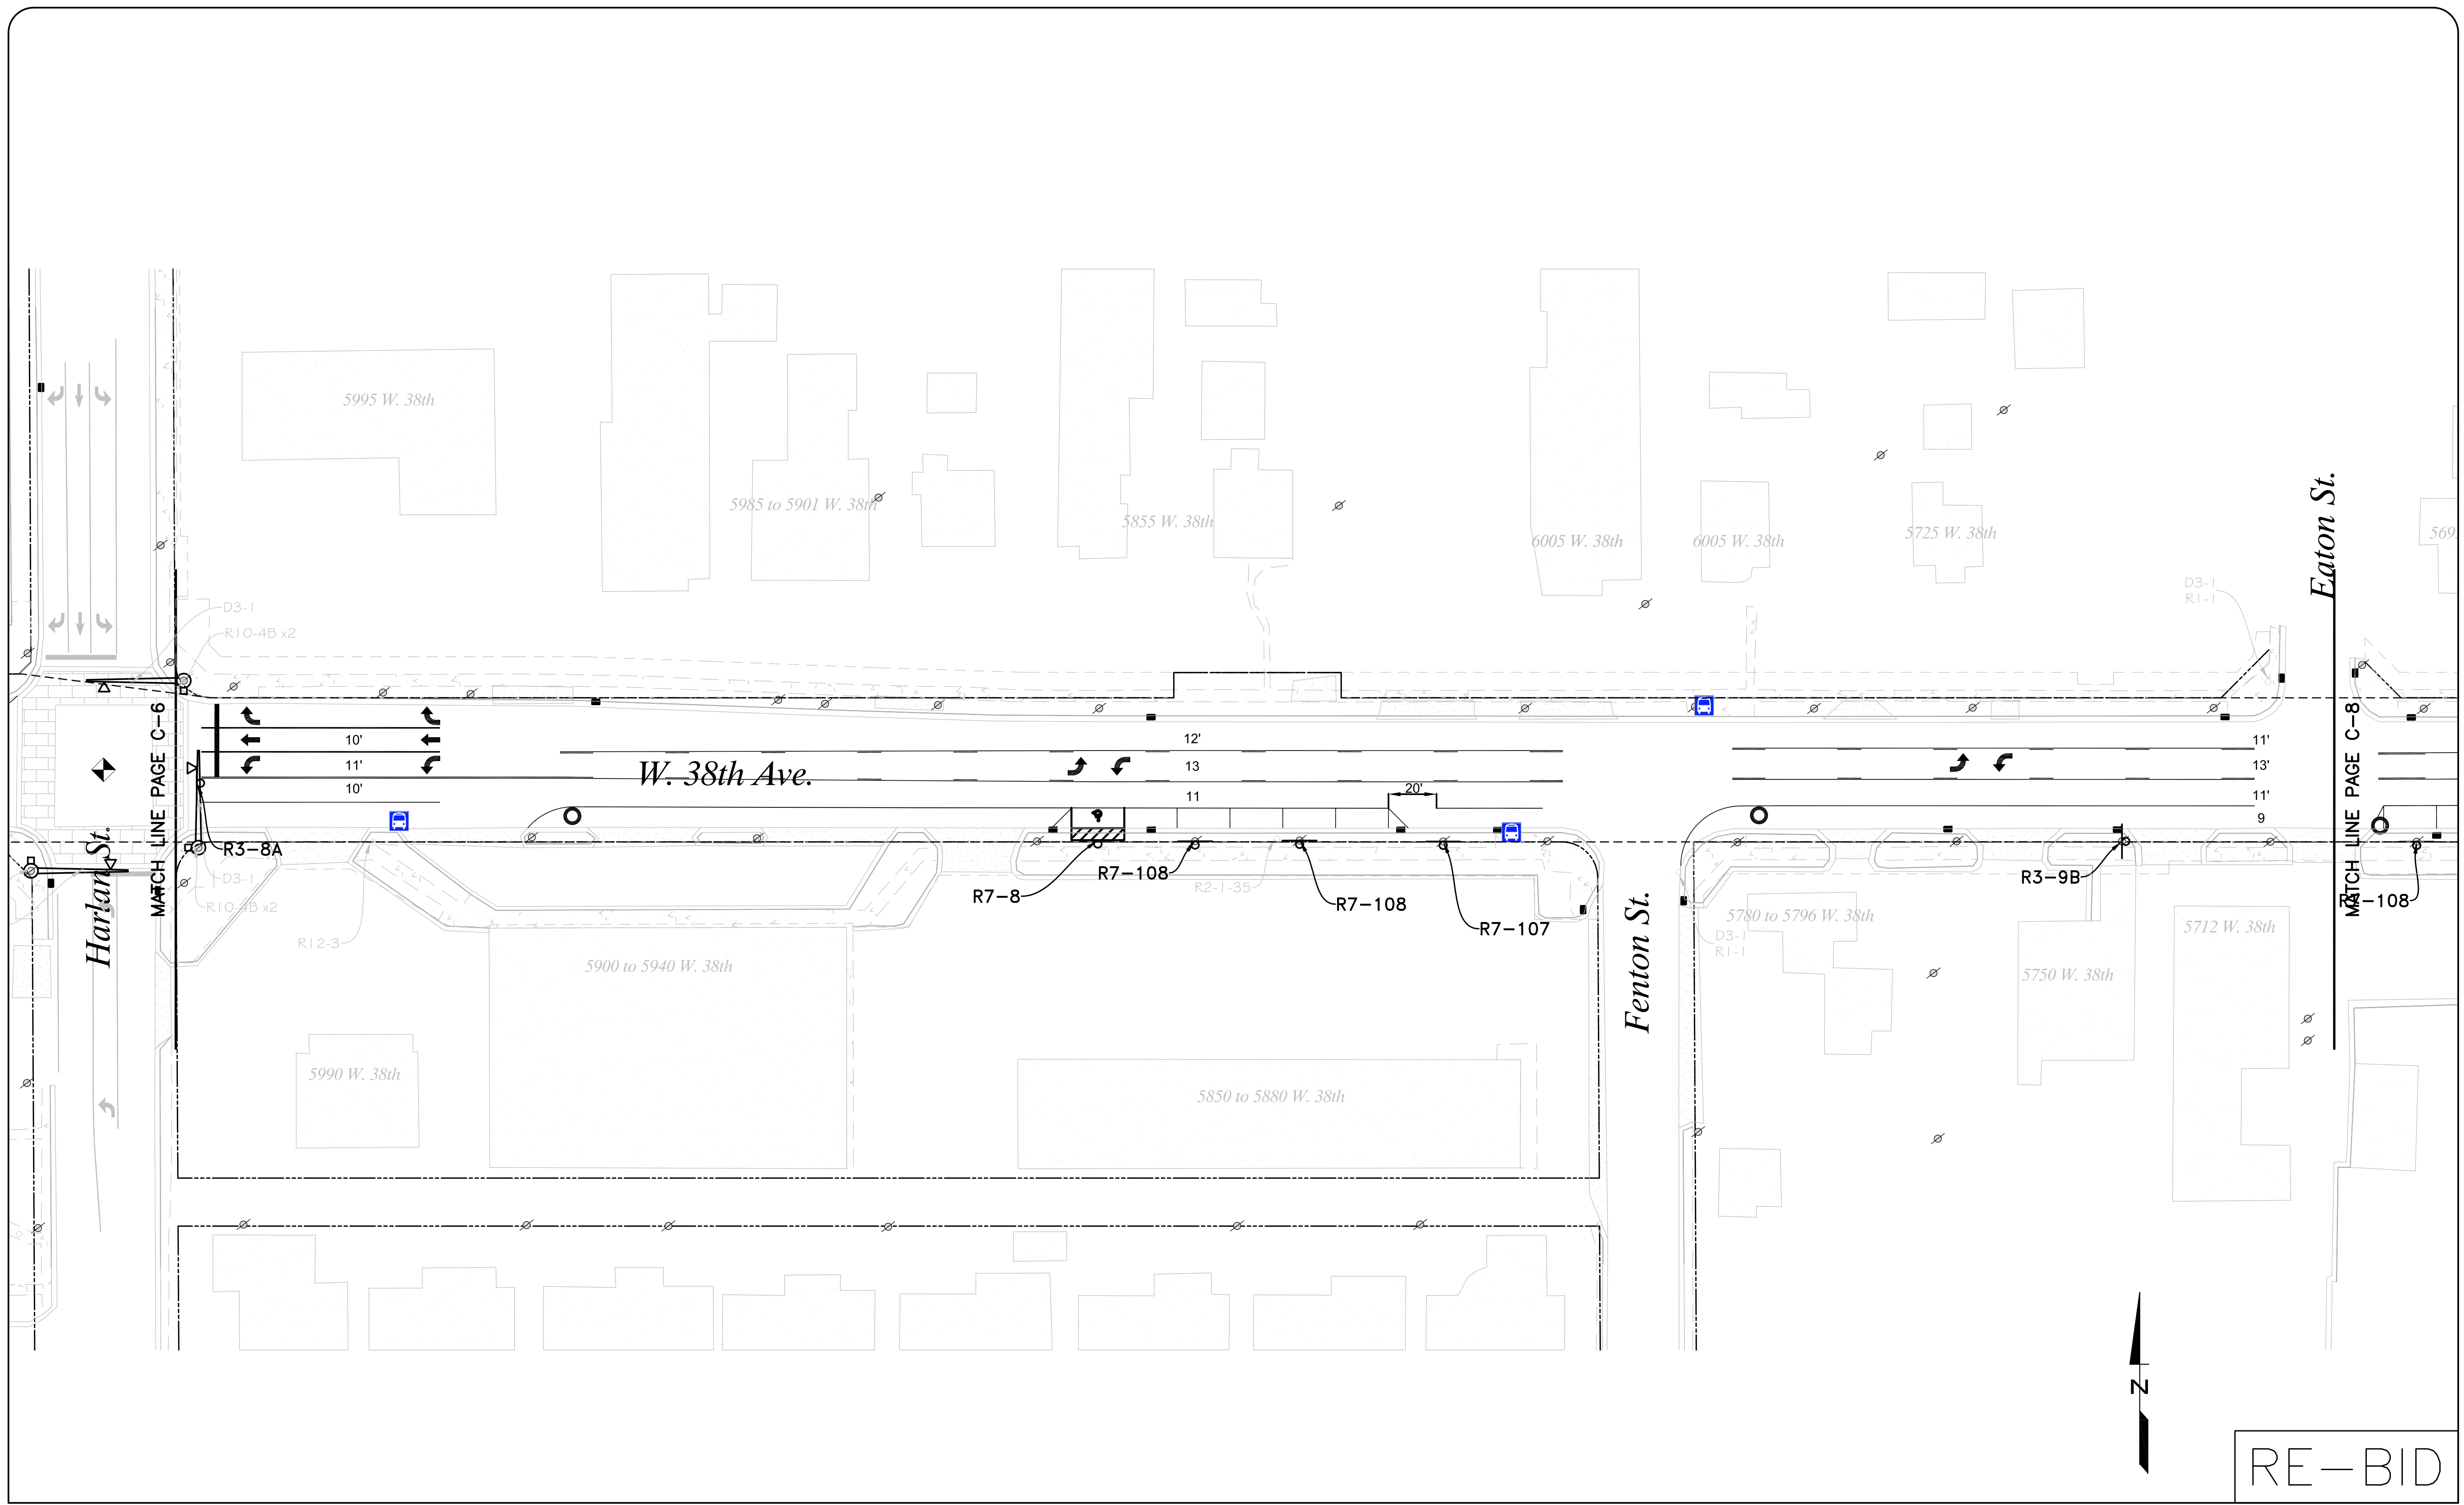 5995 W. 38th
5985 to 5901 W. 38th
5855 W. 38th
6005 W. 38th
6005 W. 38th
5725 W. 38th
569
Eaton St.
D3-1
R1-1
D3-1
R10-4B x2
MATCH LINE PAGE C-6
MATCH LINE PAGE C-8
10'
11'
10'
W. 38th Ave.
12'
13
11
20'
11'
13'
11'
9
Harlan St.
R3-8A
D3-1
R10-4B x2
R12-3
R7-8
R7-108
R2-1-35
R7-108
R7-107
Fenton St.
D3-1
R1-1
5780 to 5796 W. 38th
R3-9B
R7-108
5712 W. 38th
5750 W. 38th
5900 to 5940 W. 38th
5990 W. 38th
5850 to 5880 W. 38th
N
RE-BID